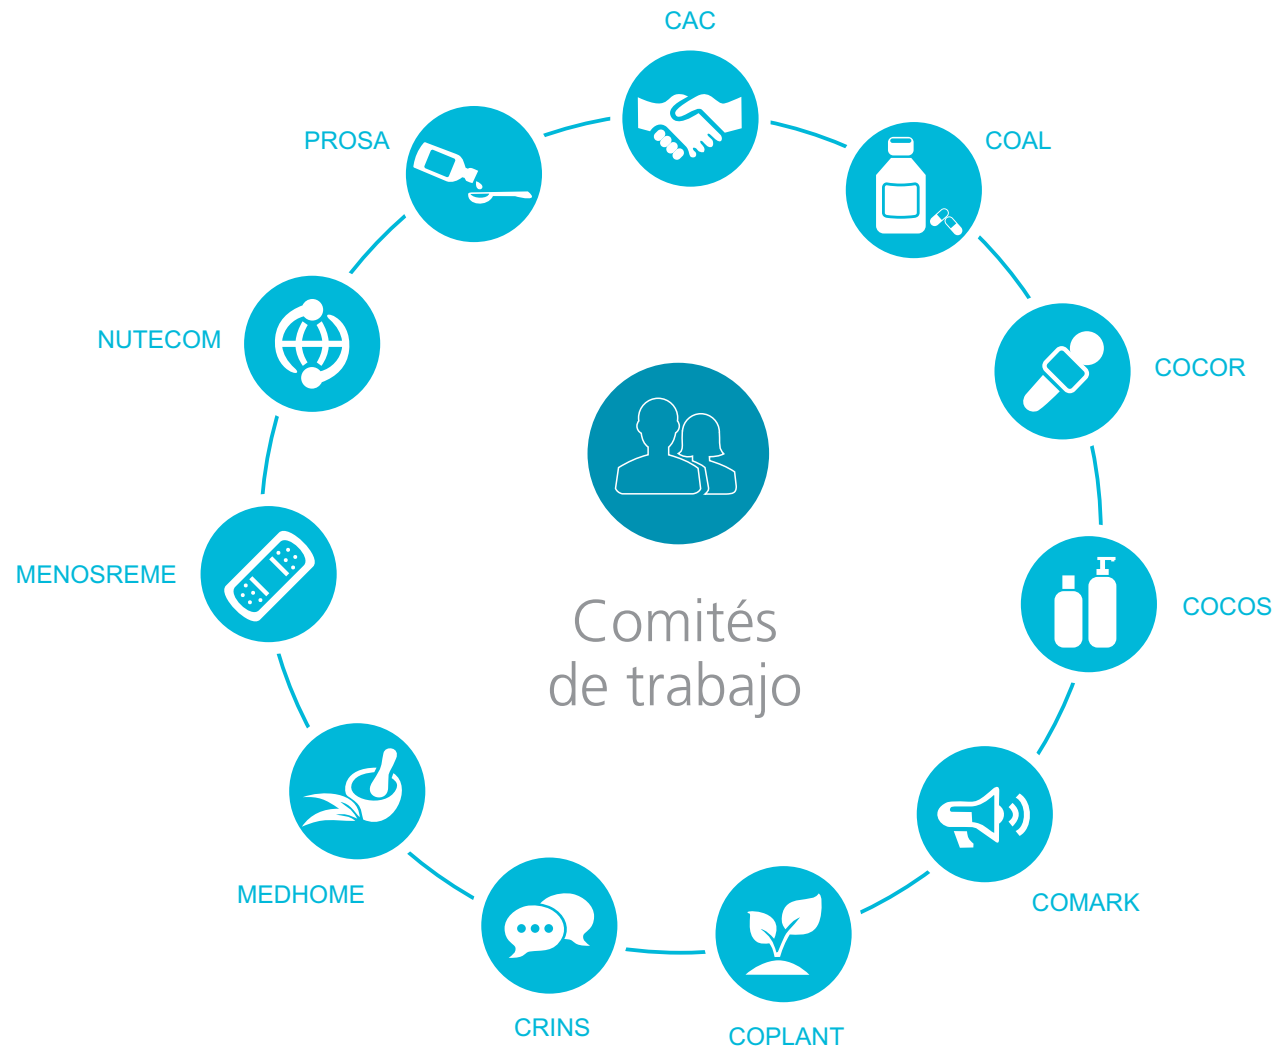 CAC
PROSA
COAL
NUTECOM
COCOR
MENOSREME
COCOS
Comités
de trabajo
MEDHOME
COMARK
CRINS
COPLANT